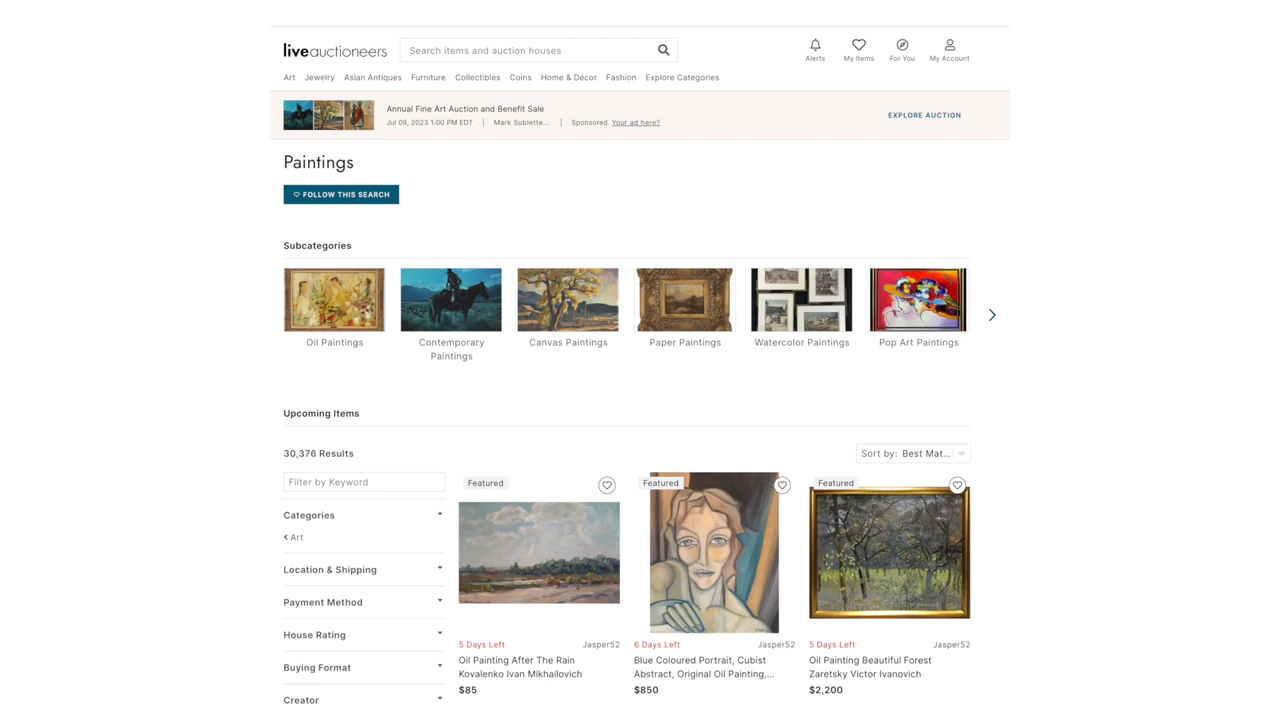 liveauctioneers
Search items and auction houses
Alerts
My Items
For You
My Account
Art
Jewelry
Asian Antiques
Furniture
Collectibles
Coins
Home & Décor
Fashion
Explore Categories
Annual Fine Art Auction and Benefit Sale
Jul 09, 2023 1:00 PM EDT | Mark Sublette... | Sponsored. Your ad here?
EXPLORE AUCTION
Paintings
FOLLOW THIS SEARCH
Subcategories
Oil Paintings
Contemporary
Paintings
Canvas Paintings
Paper Paintings
Watercolor Paintings
Pop Art Paintings
Upcoming Items
30,376 Results
Sort by: Best Mat...
Filter by Keyword
Categories
Art
Location & Shipping
Payment Method
House Rating
Buying Format
Creator
Featured
5 Days Left
Jasper52
Oil Painting After The Rain
Kovalenko Ivan Mikhailovich
$85
Featured
6 Days Left
Jasper52
Blue Coloured Portrait, Cubist
Abstract, Original Oil Painting,...
$850
Featured
5 Days Left
Jasper52
Oil Painting Beautiful Forest
Zaretsky Victor Ivanovich
$2,200